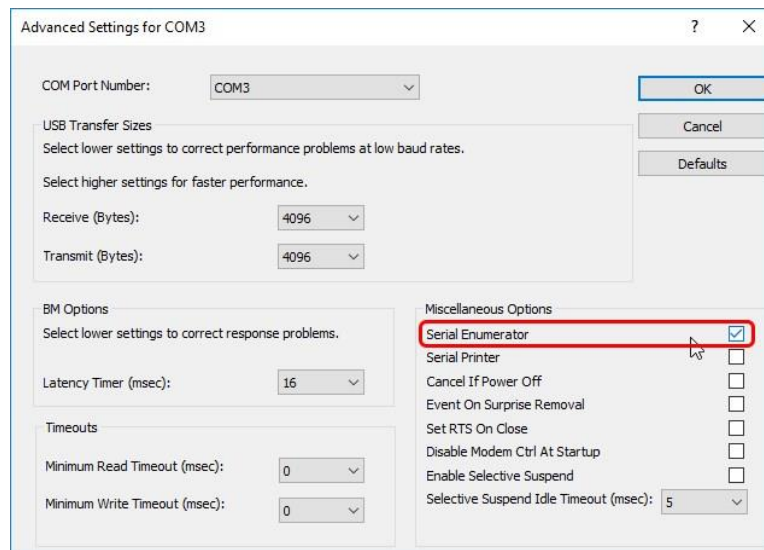 Advanced Settings for COM3
?
COM Port Number:
COM3
OK
Cancel
Defaults
USB Transfer Sizes
Select lower settings to correct performance problems at low baud rates.
Select higher settings for faster performance.
Receive (Bytes):
4096
Transmit (Bytes):
4096
BM Options
Select lower settings to correct response problems.
Latency Timer (msec):
16
Timeouts
Minimum Read Timeout (msec):
0
Minimum Write Timeout (msec):
0
Miscellaneous Options
Serial Enumerator
Serial Printer
Cancel If Power Off
Event On Surprise Removal
Set RTS On Close
Disable Modem Ctrl At Startup
Enable Selective Suspend
Selective Suspend Idle Timeout (msec):
5